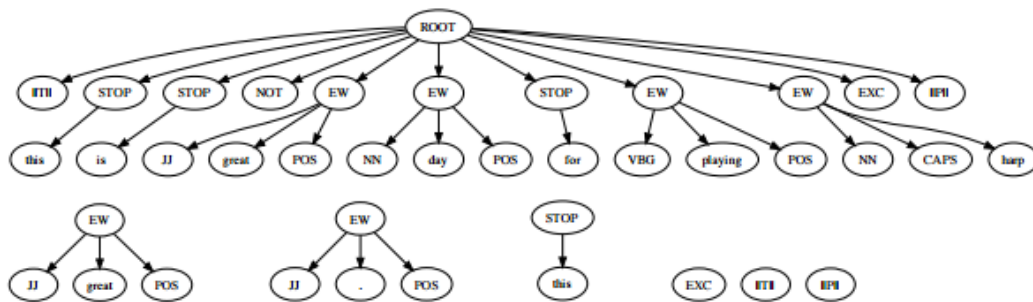 ROOT
||T|| STOP STOP NOT EW EW STOP EW EW EXC ||P||
this is JJ great POS NN day POS for VBG playing POS NN CAPS harp
EW EW STOP
JJ great POS JJ . POS this EXC ||T|| ||P||